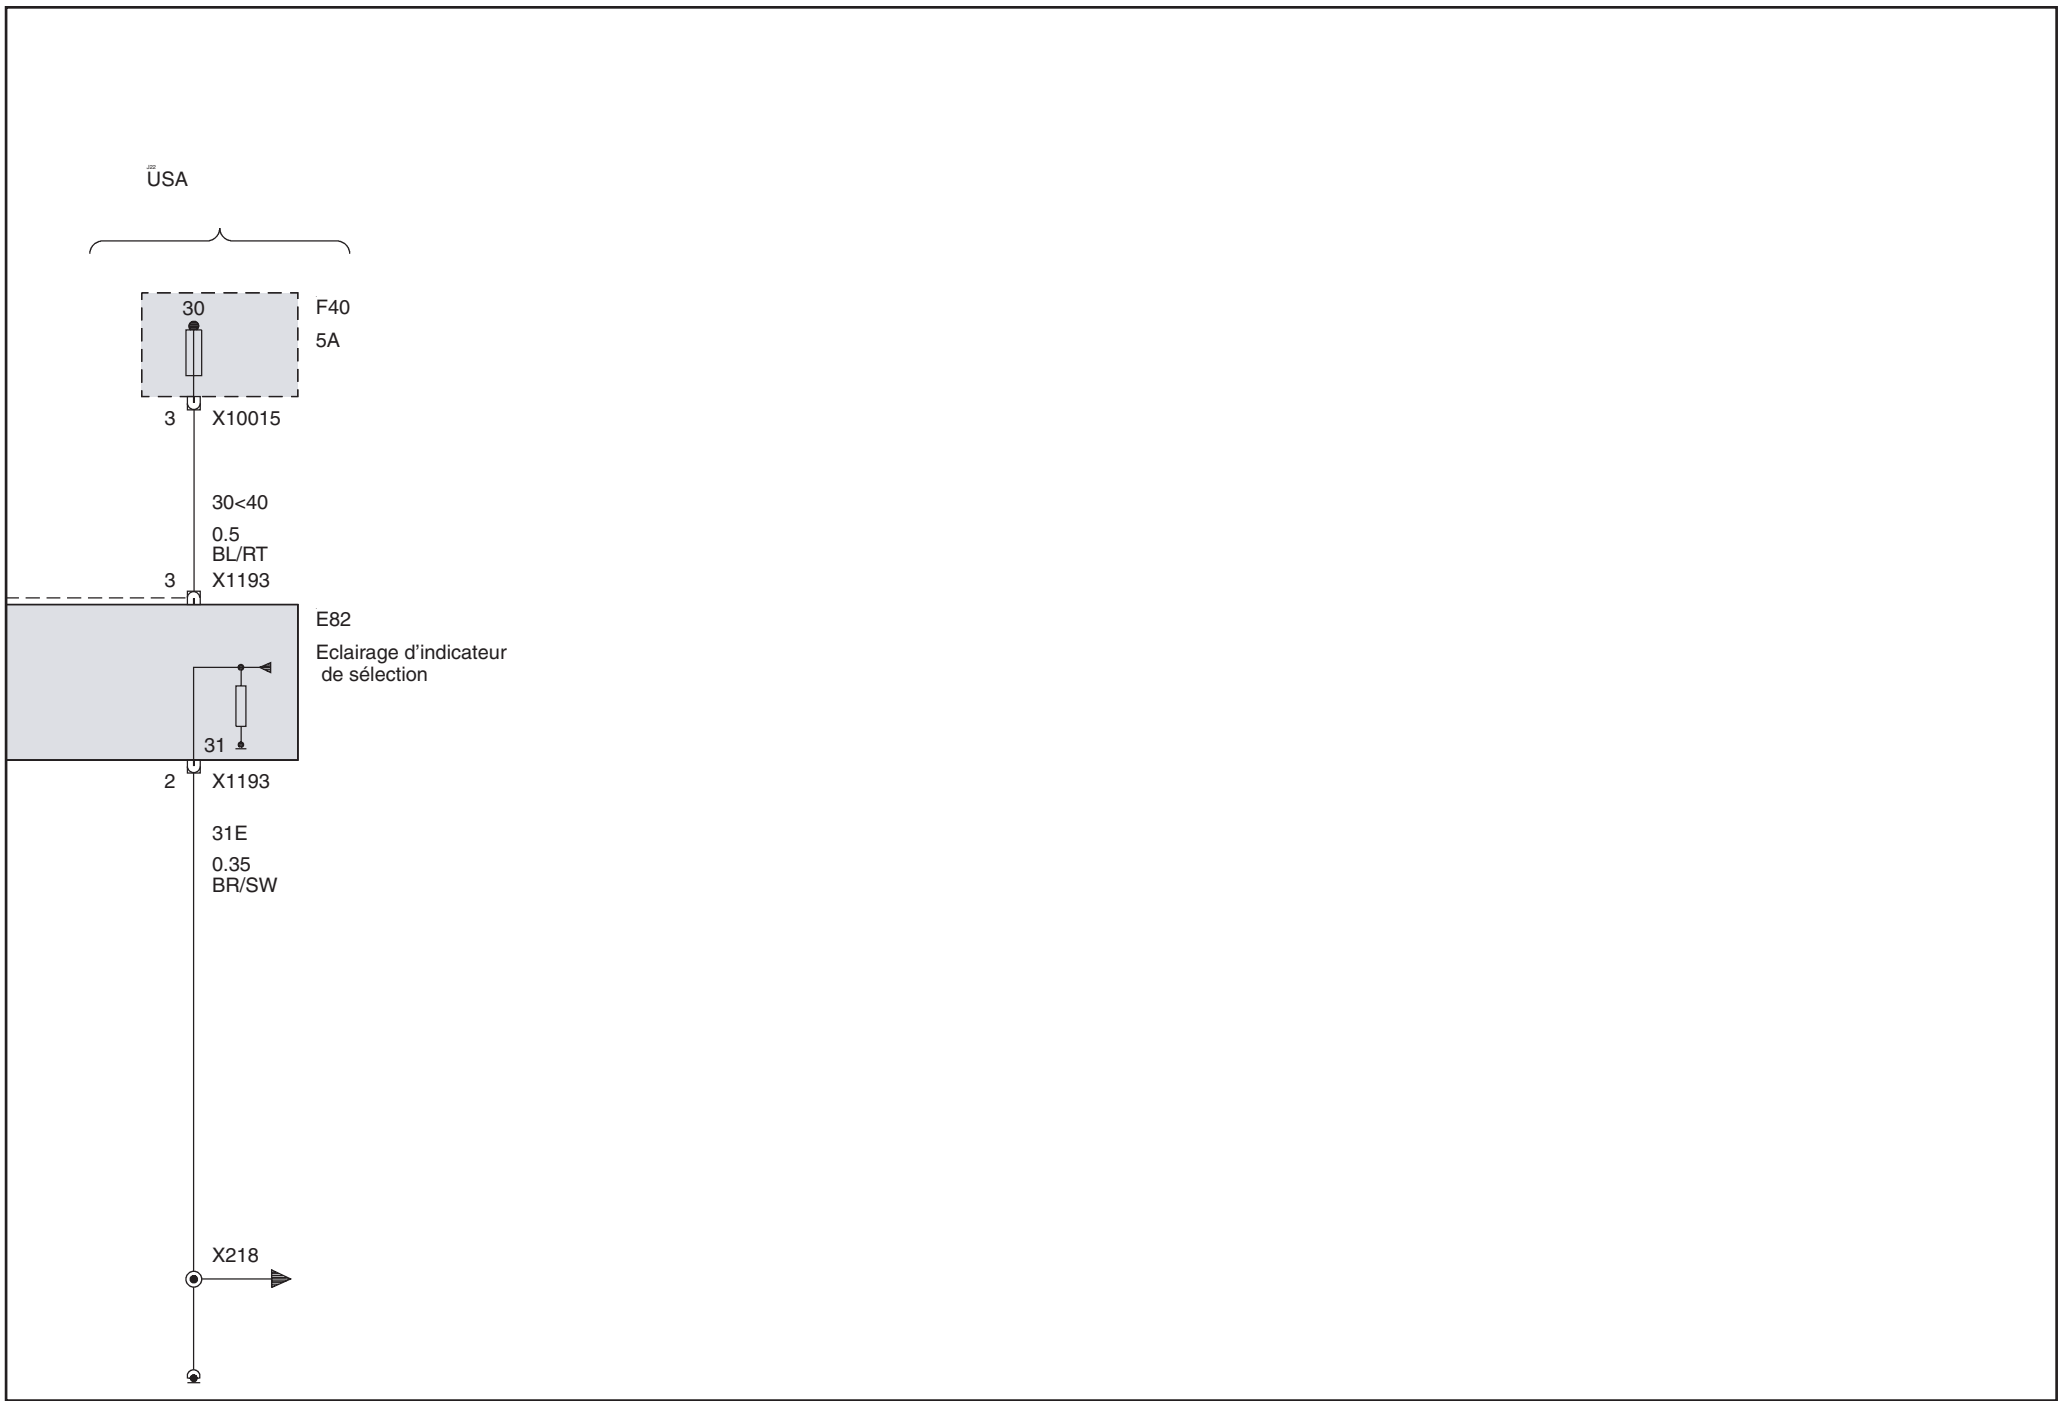 USA
30
F40
5A
3 X10015
30<40
0.5
BL/RT
3 X1193
E82
Eclairage d'indicateur
de sélection
31
2 X1193
31E
0.35
BR/SW
X218